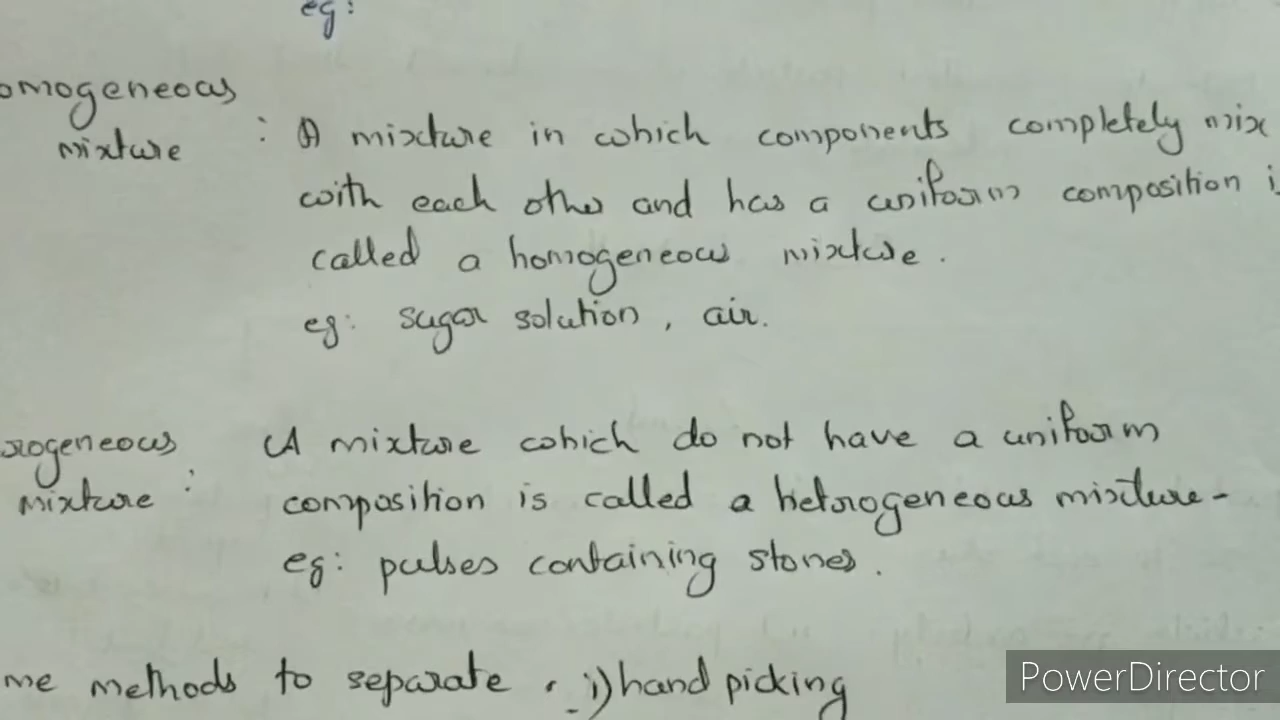 eg:
omogeneous
mixture : A mixture in which components completely mix
with each other and has a uniform composition i
called a homogeneous mixture.
eg: sugar solution, air.
rogeneous A mixture which do not have a uniform
mixture : composition is called a hetrogeneous mixture-
eg: pulses containing stones.
me methods to separate . i) hand picking
PowerDirector